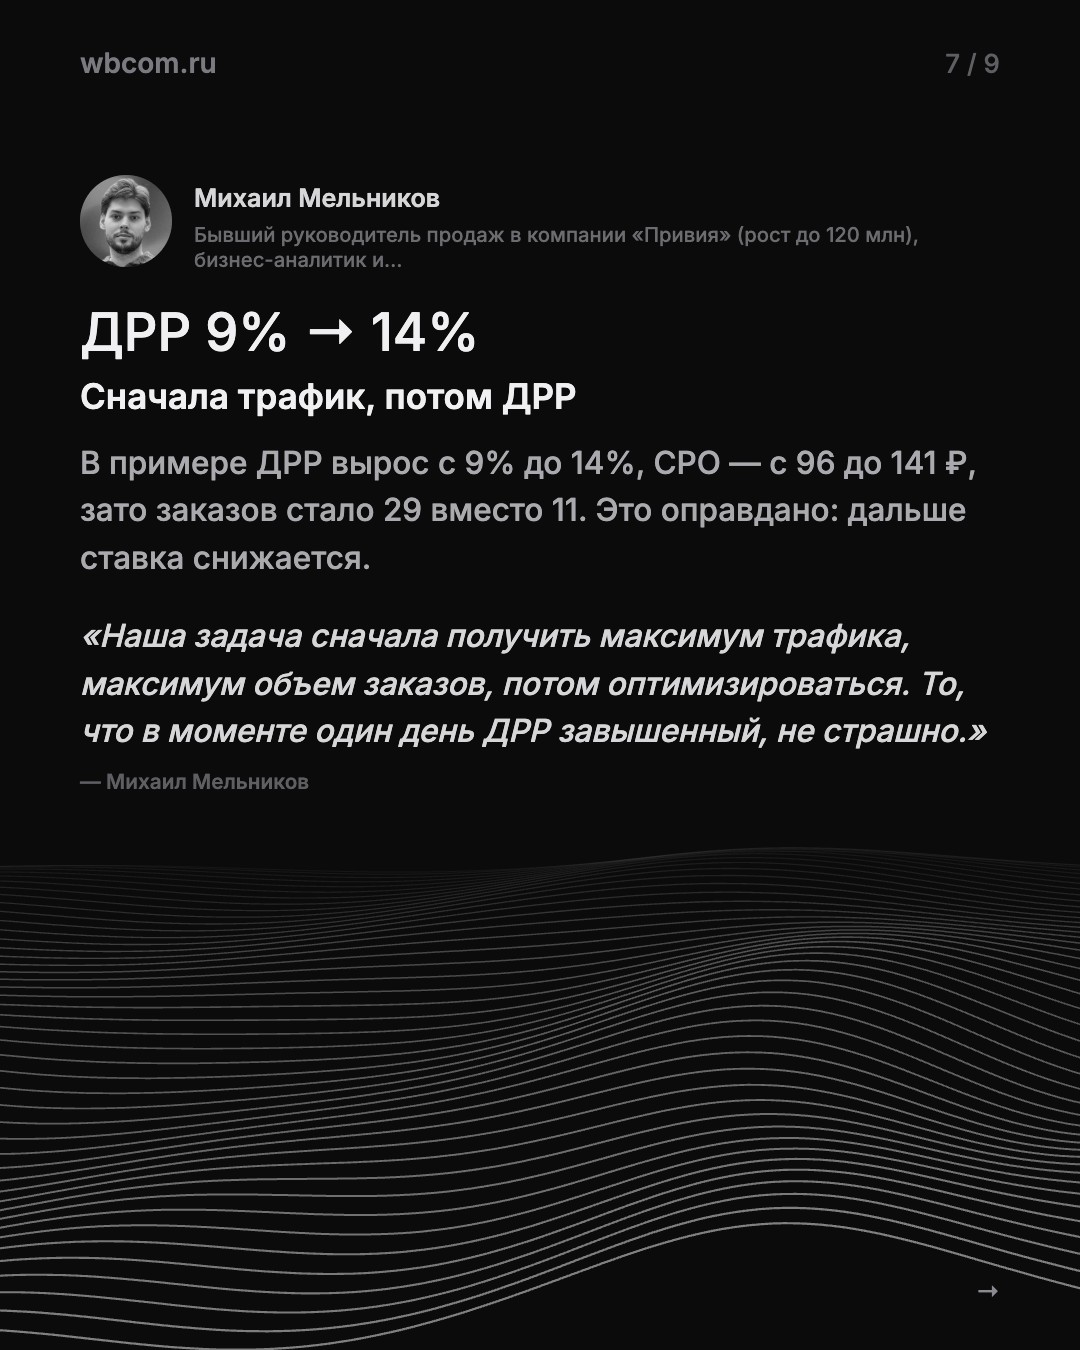 wbcom.ru
7 / 9
Михаил Мельников
Бывший руководитель продаж в компании «Привия» (рост до 120 млн),
бизнес-аналитик и...
ДРР 9% → 14%
Сначала трафик, потом ДРР
В примере ДРР вырос с 9% до 14%, CPO — с 96 до 141 ₽,
зато заказов стало 29 вместо 11. Это оправдано: дальше
ставка снижается.
«Наша задача сначала получить максимум трафика,
максимум объем заказов, потом оптимизироваться. То,
что в моменте один день ДРР завышенный, не страшно.»
— Михаил Мельников
→